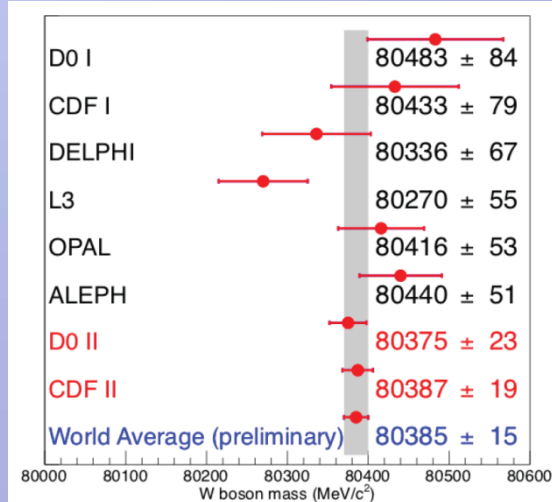 D0 I 80483 ± 84
CDF I 80433 ± 79
DELPHI 80336 ± 67
L3 80270 ± 55
OPAL 80416 ± 53
ALEPH 80440 ± 51
D0 II 80375 ± 23
CDF II 80387 ± 19
World Average (preliminary) 80385 ± 15
80000 80100 80200 80300 80400 80500 80600
W boson mass (MeV/c²)